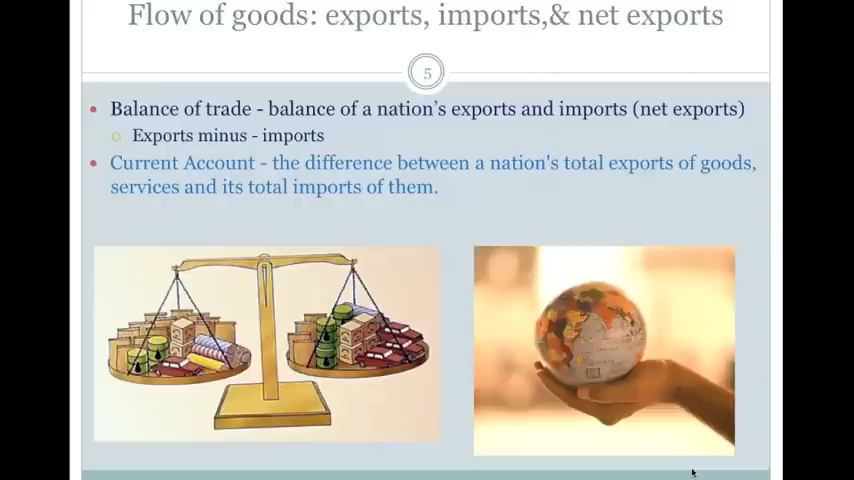 Flow of goods: exports, imports,& net exports
5
Balance of trade - balance of a nation's exports and imports (net exports)
Exports minus - imports
Current Account - the difference between a nation's total exports of goods,
services and its total imports of them.